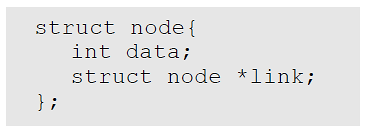 struct node{
int data;
struct node *link;
};